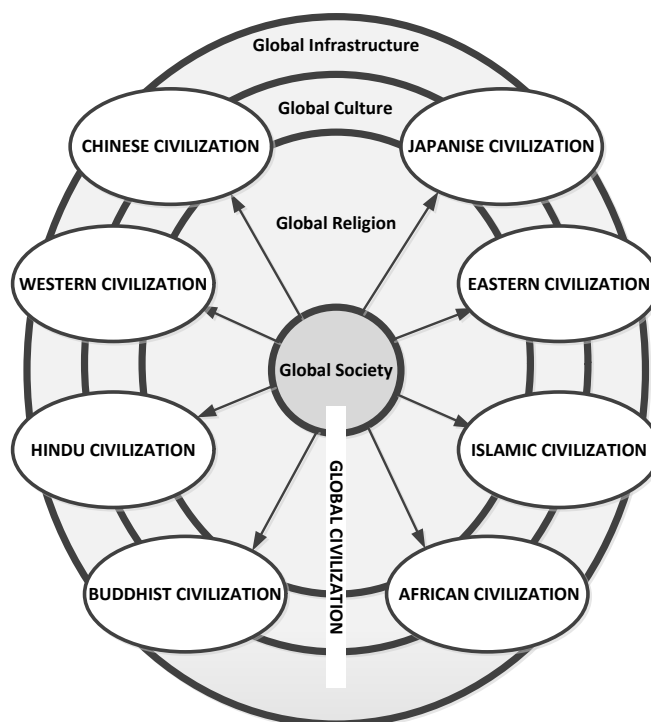 Global Infrastructure
Global Culture
CHINESE CIVILIZATION
JAPANISE CIVILIZATION
Global Religion
WESTERN CIVILIZATION
EASTERN CIVILIZATION
Global Society
HINDU CIVILIZATION
ISLAMIC CIVILIZATION
GLOBAL CIVILIZATION
BUDDHIST CIVILIZATION
AFRICAN CIVILIZATION